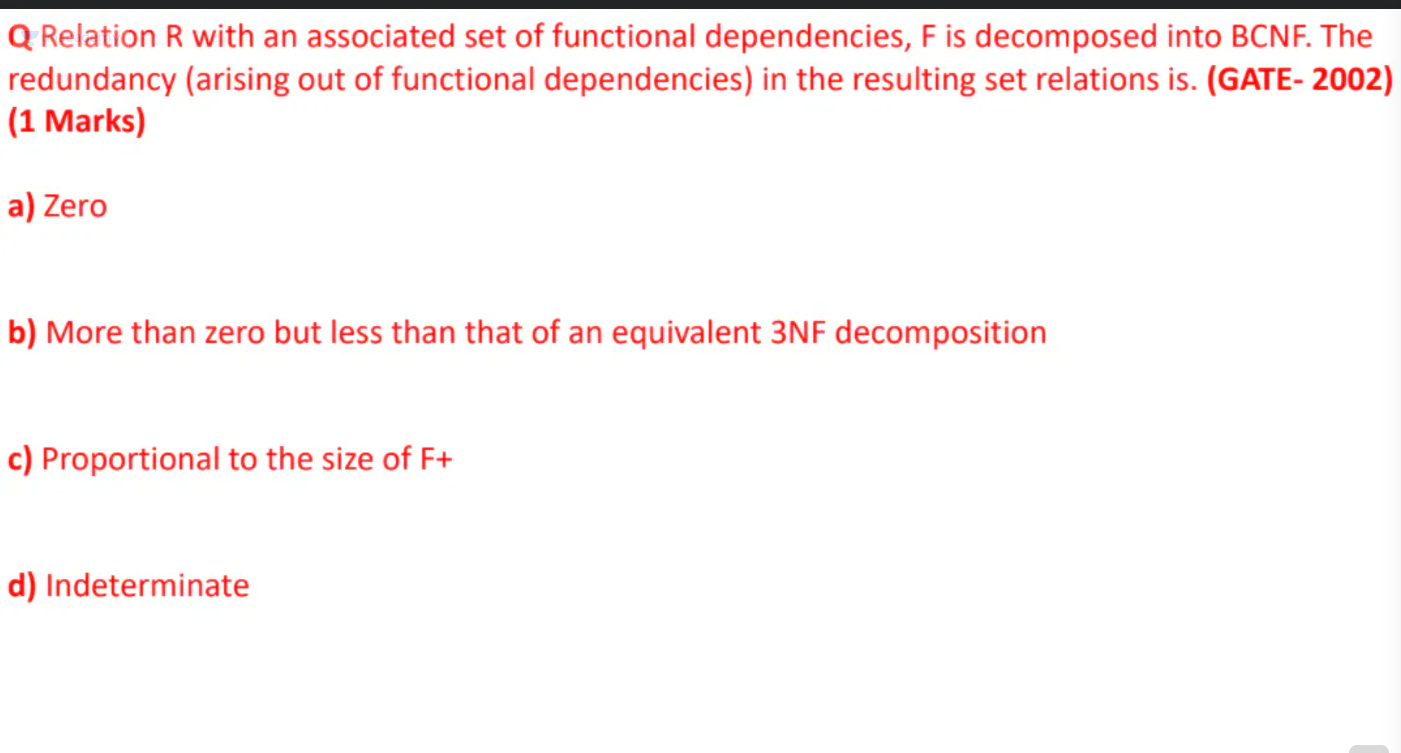 Q Relation R with an associated set of functional dependencies, F is decomposed into BCNF. The
redundancy (arising out of functional dependencies) in the resulting set relations is. (GATE- 2002)
(1 Marks)
a) Zero
b) More than zero but less than that of an equivalent 3NF decomposition
c) Proportional to the size of F+
d) Indeterminate